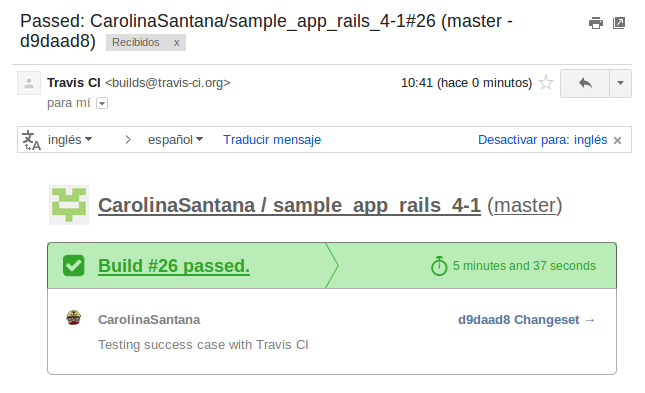 Passed: CarolinaSantana/sample_app_rails_4-1#26 (master -
d9daad8) Recibidos x
Travis CI <builds@travis-ci.org> 10:41 (hace 0 minutos)
para mí
inglés > español Traducir mensaje Desactivar para: inglés x
CarolinaSantana / sample_app_rails_4-1 (master)
Build #26 passed. 5 minutes and 37 seconds
CarolinaSantana d9daad8 Changeset →
Testing success case with Travis CI